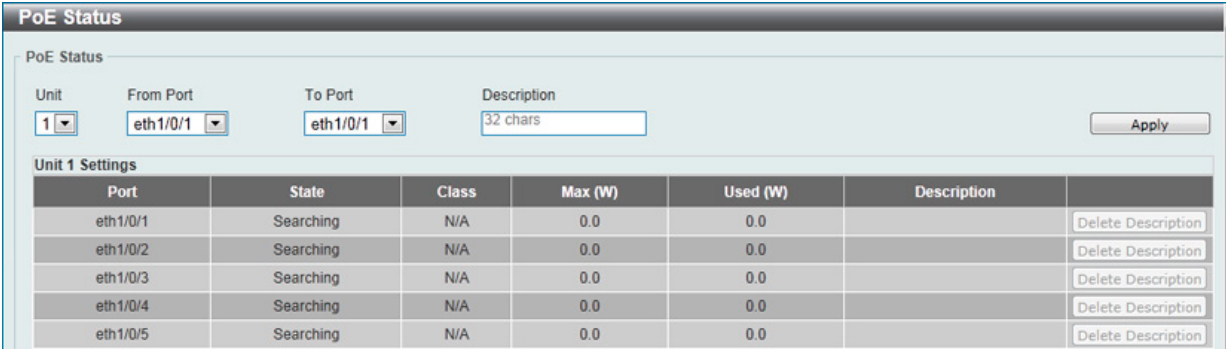 PoE Status
PoE Status
Unit From Port To Port Description
1 eth1/0/1 eth1/0/1 32 chars Apply
Unit 1 Settings
Port State Class Max (W) Used (W) Description
eth1/0/1 Searching N/A 0.0 0.0 Delete Description
eth1/0/2 Searching N/A 0.0 0.0 Delete Description
eth1/0/3 Searching N/A 0.0 0.0 Delete Description
eth1/0/4 Searching N/A 0.0 0.0 Delete Description
eth1/0/5 Searching N/A 0.0 0.0 Delete Description